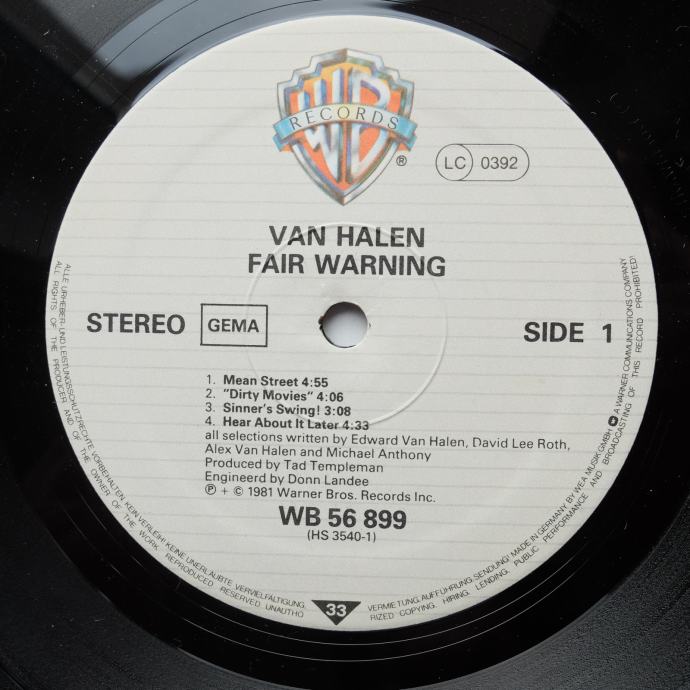 WB
RECORDS
®
LC 0392
VAN HALEN
FAIR WARNING
STEREO GEMA
SIDE 1
1. Mean Street 4:55
2. "Dirty Movies" 4:06
3. Sinner's Swing! 3:08
4. Hear About It Later 4:33
all selections written by Edward Van Halen, David Lee Roth,
Alex Van Halen and Michael Anthony
Produced by Tad Templeman
Engineerd by Donn Landee
℗ + © 1981 Warner Bros. Records Inc.
WB 56 899
(HS 3540-1)
33
ALLE URHEBER- UND LEISTUNGSSCHUTZRECHTE VORBEHALTEN. KEIN VERLEIH! KEINE UNERLAUBTE VERVIELFÄLTIGUNG, VERMIETUNG, AUFFÜHRUNG, SENDUNG! MADE IN GERMANY BY WEA MUSIK GMBH A WARNER COMMUNICATIONS COMPANY
ALL RIGHTS OF THE PRODUCER AND OF THE OWNER OF THE WORK REPRODUCED RESERVED. UNAUTHORIZED COPYING, HIRING, LENDING, PUBLIC PERFORMANCE AND BROADCASTING OF THIS RECORD PROHIBITED!